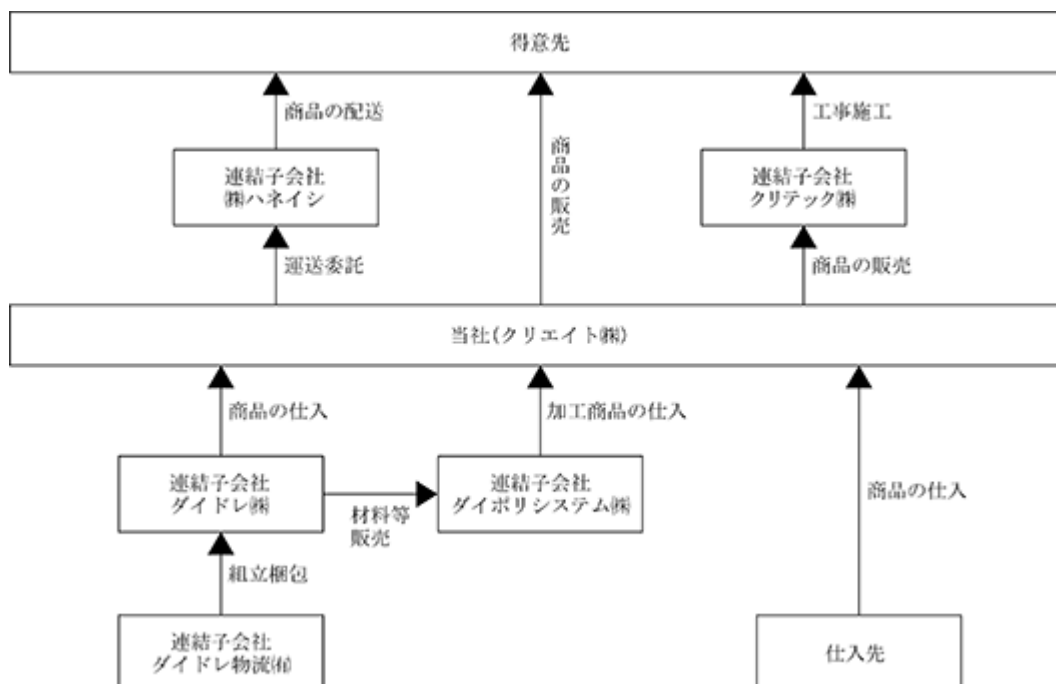 得意先
商品の配送
商品の販売
工事施工
連結子会社
㈱ハネイシ
連結子会社
クリテック㈱
運送委託
商品の販売
当社(クリエイト㈱)
商品の仕入
加工商品の仕入
商品の仕入
連結子会社
ダイドレ㈱
材料等
販売
連結子会社
ダイポリシステム㈱
組立梱包
連結子会社
ダイドレ物流㈲
仕入先